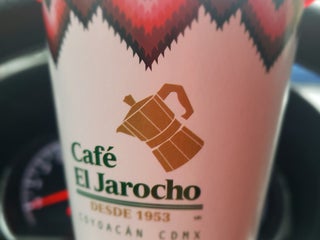 Café
El Jarocho
DESDE 1953
COYOACÁN CDMX